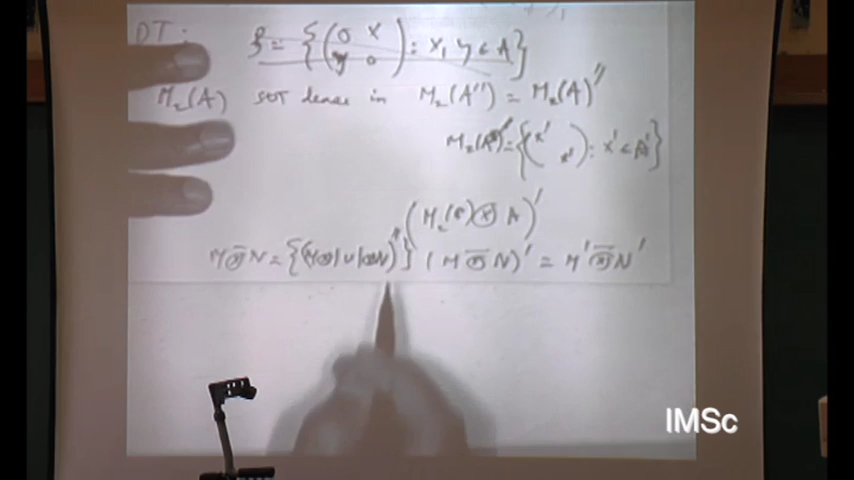 DT: ξ = {(0 x y 0) : x, y ∈ A}
M₂(A) SOT dense in M₂(A'') = M₂(A)''
M₂(A)' = {(x' x') : x' ∈ A'}
(M₂(C) ⊗ A)'
M ⊗̄ N = {(M⊗1) ∪ (1⊗N)}'' (M ⊗̄ N)' = M' ⊗̄ N'
IMSc